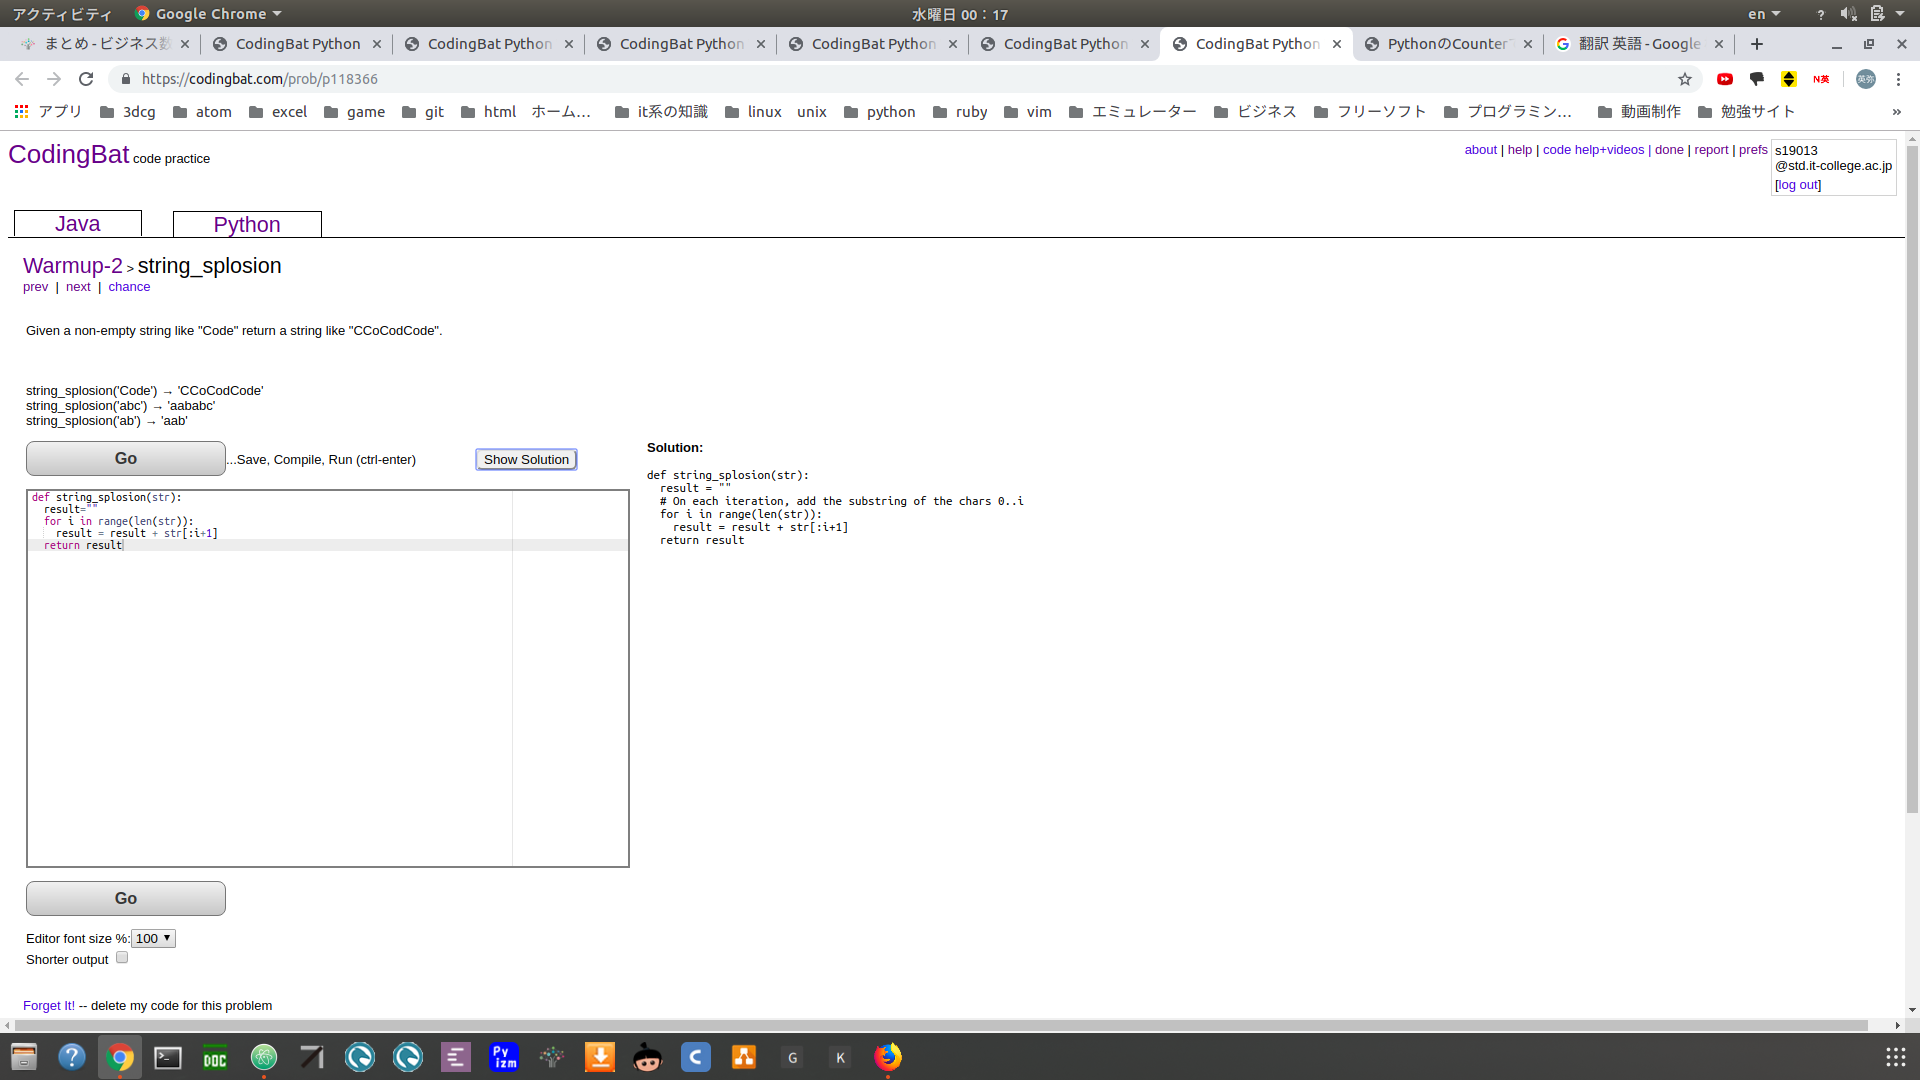 アクティビティ
Google Chrome
水曜日 00：17
en
まとめ - ビジネス数
CodingBat Python
CodingBat Python
CodingBat Python
CodingBat Python
CodingBat Python
CodingBat Python
PythonのCounterで
翻訳 英語 - Google
https://codingbat.com/prob/p118366
N英
英弥
アプリ
3dcg
atom
excel
game
git
html
ホーム…
it系の知識
linux
unix
python
ruby
vim
エミュレーター
ビジネス
フリーソフト
プログラミン…
動画制作
勉強サイト
»
CodingBat code practice
about | help | code help+videos | done | report | prefs
s19013
@std.it-college.ac.jp
[log out]
Java
Python
Warmup-2 > string_splosion
prev | next | chance
Given a non-empty string like "Code" return a string like "CCoCodCode".
string_splosion('Code') → 'CCoCodCode'
string_splosion('abc') → 'aababc'
string_splosion('ab') → 'aab'
Go
...Save, Compile, Run (ctrl-enter)
Show Solution
def string_splosion(str):
  result=""
  for i in range(len(str)):
    result = result + str[:i+1]
  return result
Solution:
def string_splosion(str):
  result = ""
  # On each iteration, add the substring of the chars 0..i
  for i in range(len(str)):
    result = result + str[:i+1]
  return result
Go
Editor font size %: 100
Shorter output
Forget It! -- delete my code for this problem
DOC
Py
izm
C
G
K